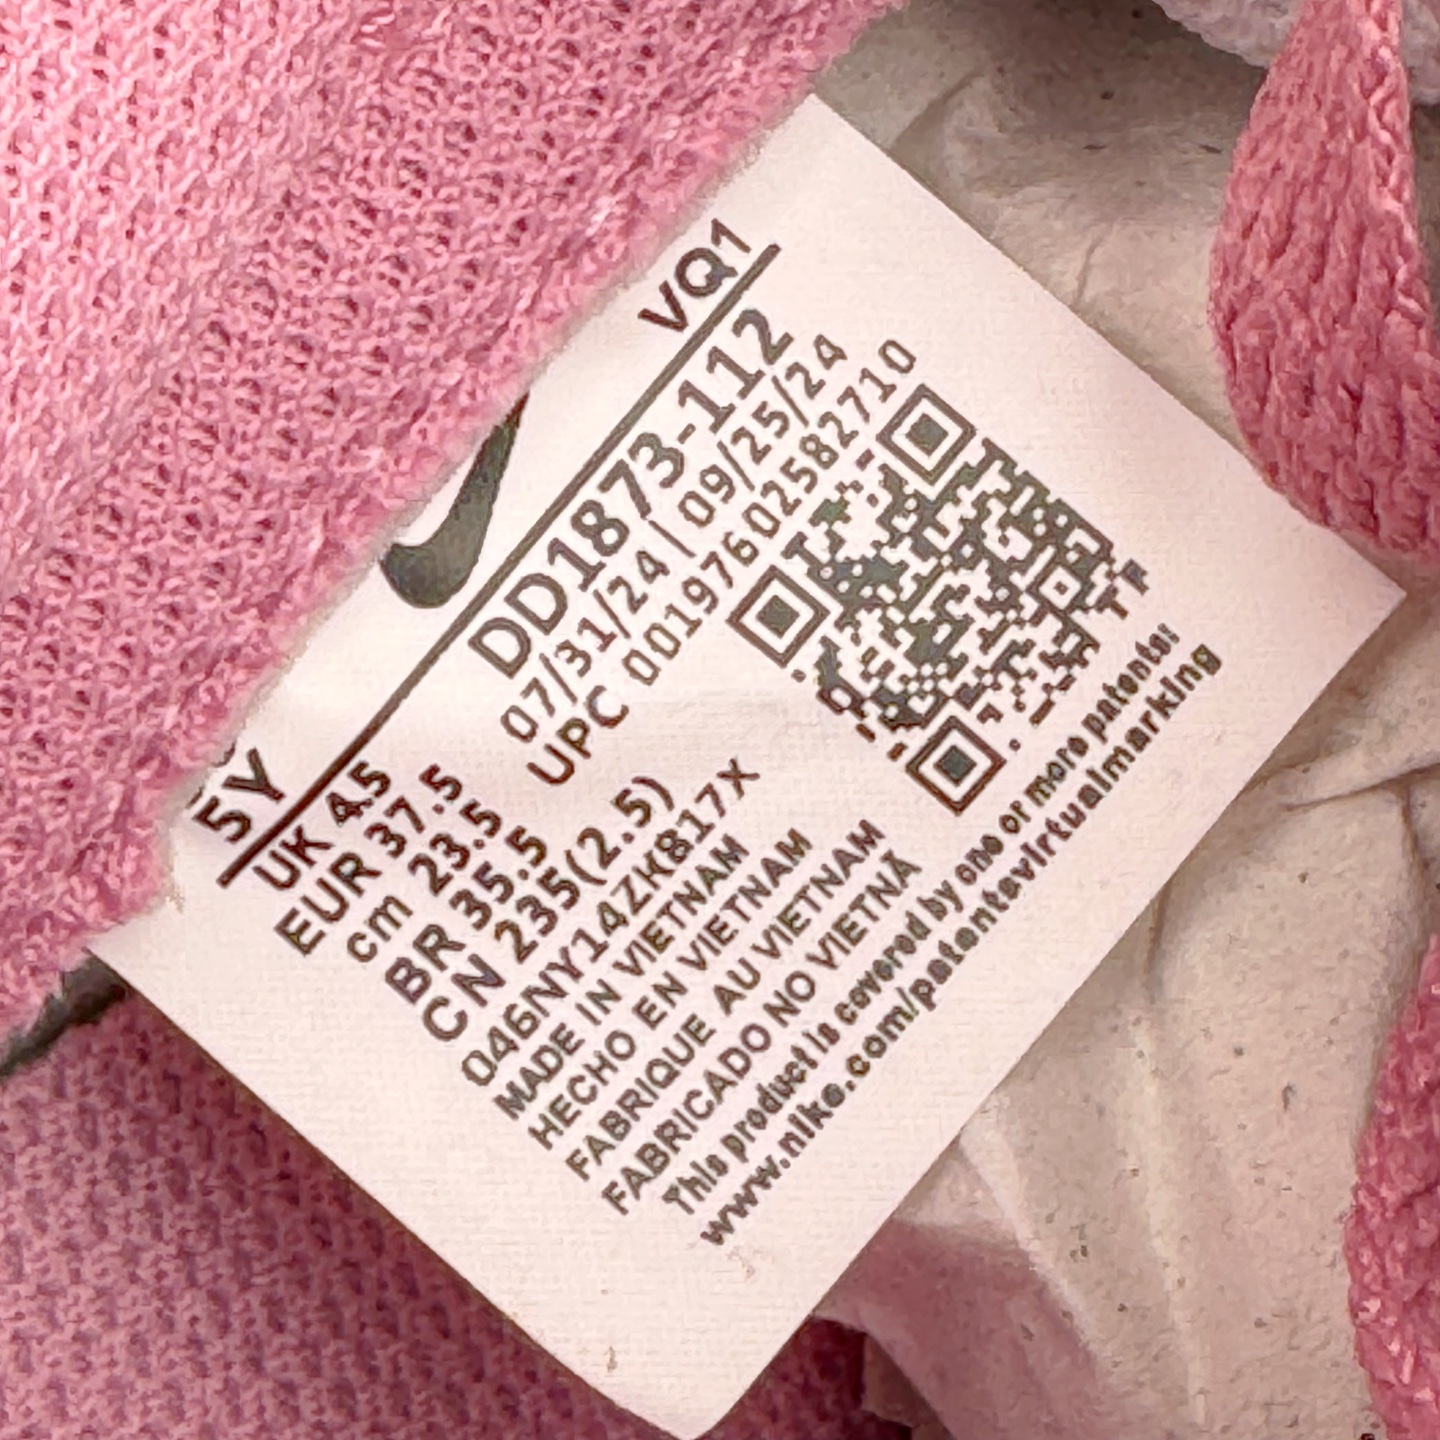 VQ1
5Y
DD1873-112
07/31/24 | 09/25/24
UPC 00197602582710
UK 4.5
EUR 37.5
cm 23.5
BR 35.5
CN 235(2.5)
046NY14ZK817X
MADE IN VIETNAM
HECHO EN VIETNAM
FABRIQUE AU VIETNAM
FABRICADO NO VIETNÃ
This product is covered by one or more patents:
www.nike.com/patentavirtualmarking
TP